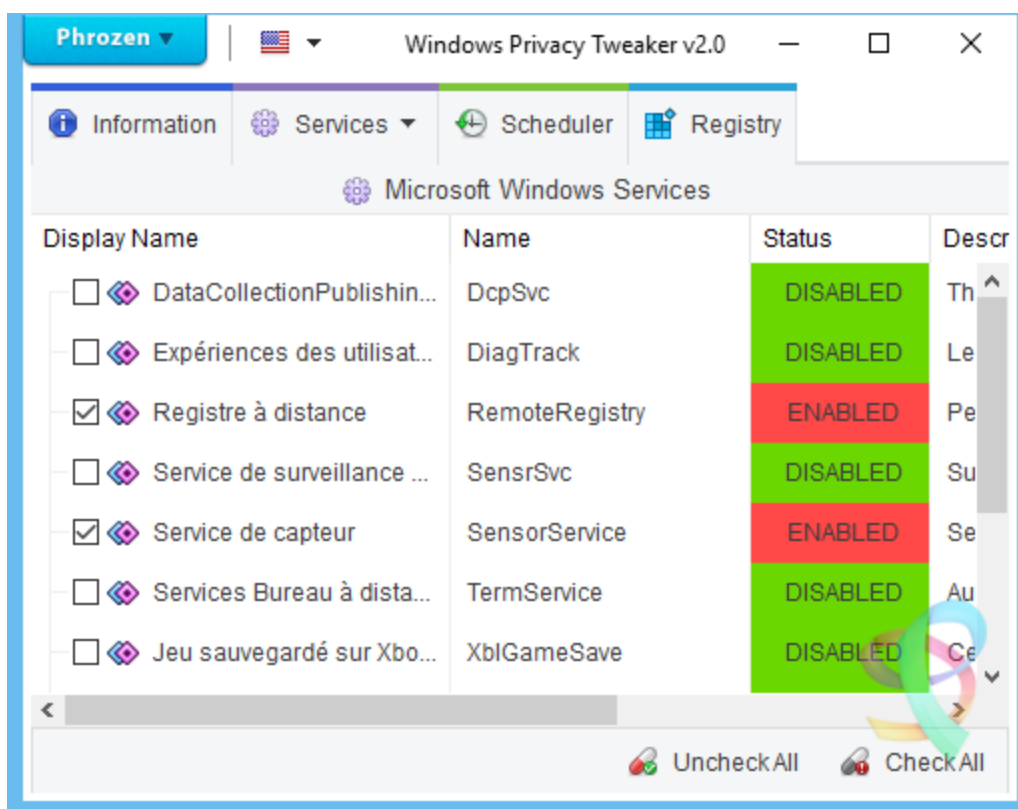 Phrozen Windows Privacy Tweaker v2.0
Information Services Scheduler Registry
Microsoft Windows Services
Display Name Name Status Descr
DataCollectionPublishin... DcpSvc DISABLED Th
Expériences des utilisat... DiagTrack DISABLED Le
Registre à distance RemoteRegistry ENABLED Pe
Service de surveillance ... SensrSvc DISABLED Su
Service de capteur SensorService ENABLED Se
Services Bureau à dista... TermService DISABLED Au
Jeu sauvegardé sur Xbo... XblGameSave DISABLED Ce
Uncheck All Check All